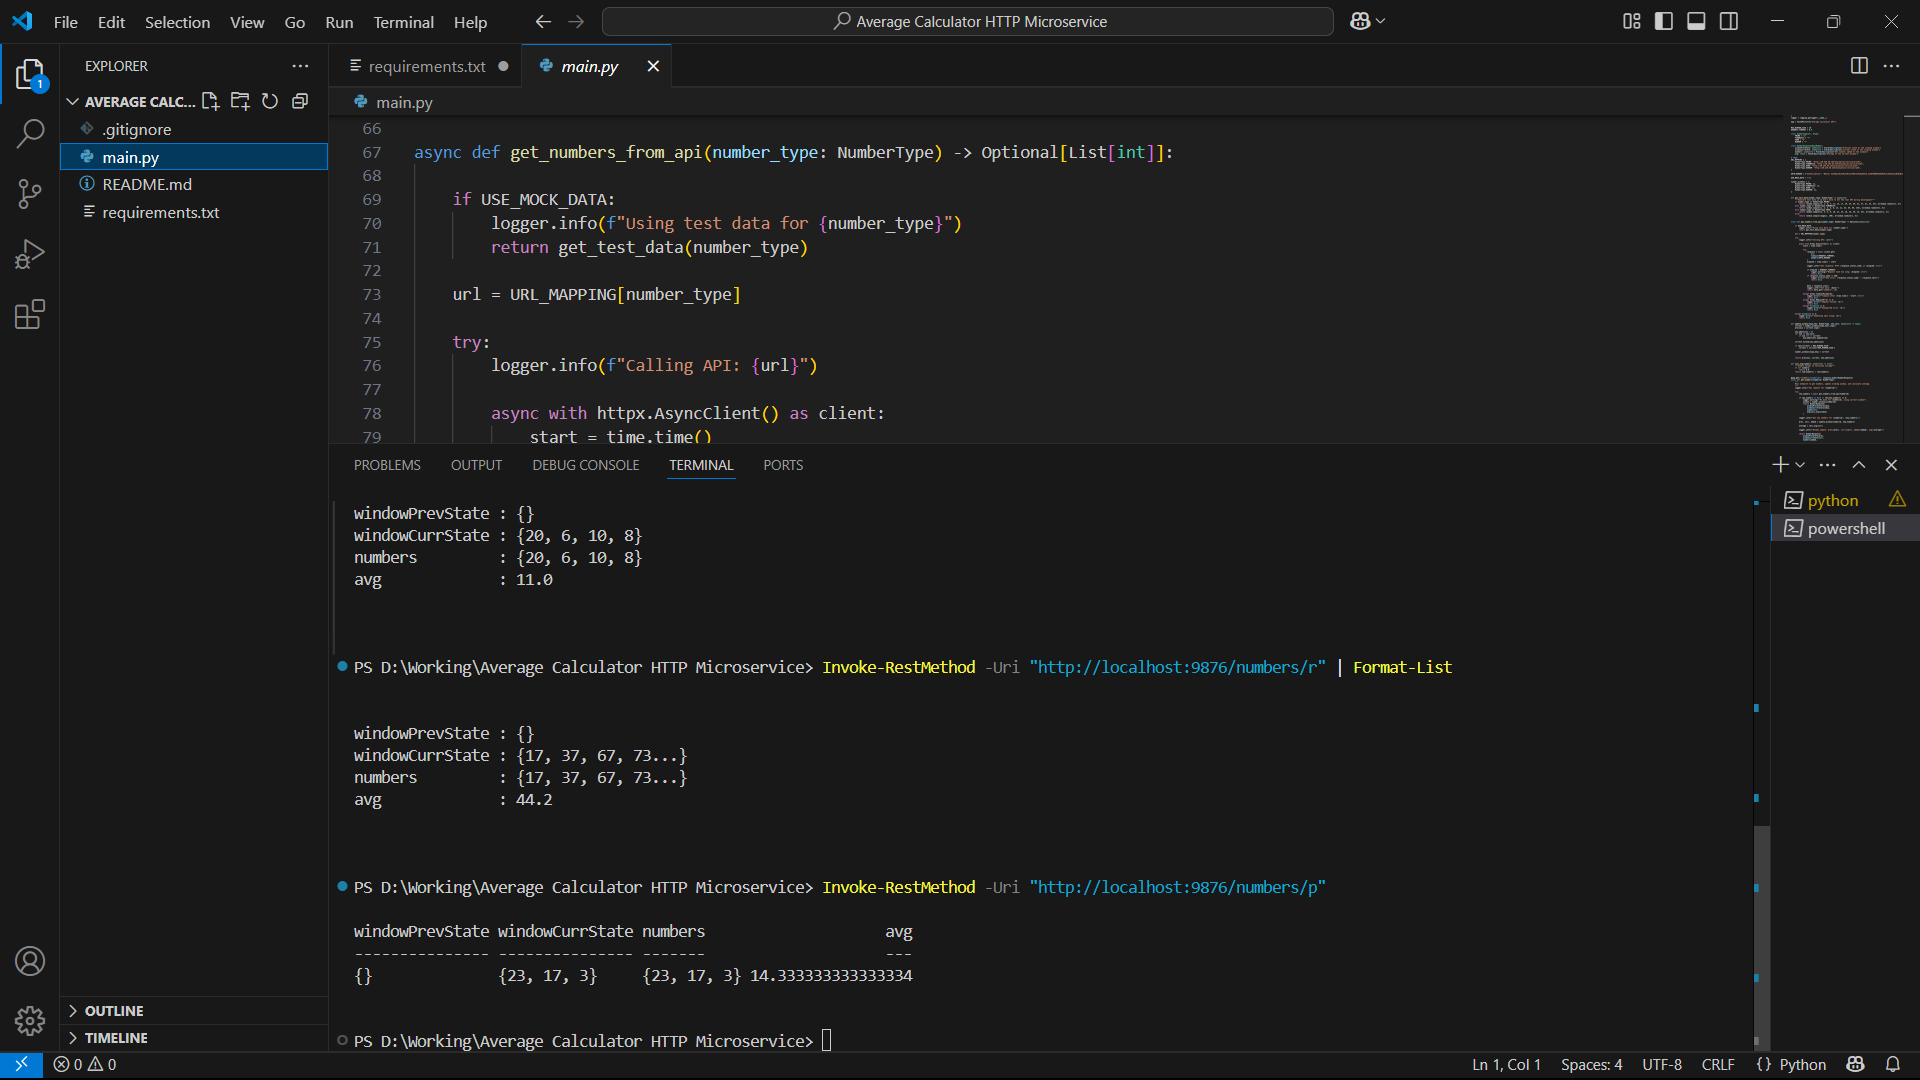 File Edit Selection View Go Run Terminal Help
Average Calculator HTTP Microservice
EXPLORER
1
AVERAGE CALC...
.gitignore
main.py
README.md
requirements.txt
OUTLINE
TIMELINE
requirements.txt
main.py
main.py
66
67 async def get_numbers_from_api(number_type: NumberType) -> Optional[List[int]]:
68
69 if USE_MOCK_DATA:
70 logger.info(f"Using test data for {number_type}")
71 return get_test_data(number_type)
72
73 url = URL_MAPPING[number_type]
74
75 try:
76 logger.info(f"Calling API: {url}")
77
78 async with httpx.AsyncClient() as client:
79 start = time.time()
PROBLEMS OUTPUT DEBUG CONSOLE TERMINAL PORTS
python
powershell
windowPrevState : {}
windowCurrState : {20, 6, 10, 8}
numbers : {20, 6, 10, 8}
avg : 11.0
PS D:\Working\Average Calculator HTTP Microservice> Invoke-RestMethod -Uri "http://localhost:9876/numbers/r" | Format-List
windowPrevState : {}
windowCurrState : {17, 37, 67, 73...}
numbers : {17, 37, 67, 73...}
avg : 44.2
PS D:\Working\Average Calculator HTTP Microservice> Invoke-RestMethod -Uri "http://localhost:9876/numbers/p"
windowPrevState windowCurrState numbers avg
--------------- --------------- ------- ---
{} {23, 17, 3} {23, 17, 3} 14.333333333333334
PS D:\Working\Average Calculator HTTP Microservice>
0 0
Ln 1, Col 1 Spaces: 4 UTF-8 CRLF {} Python